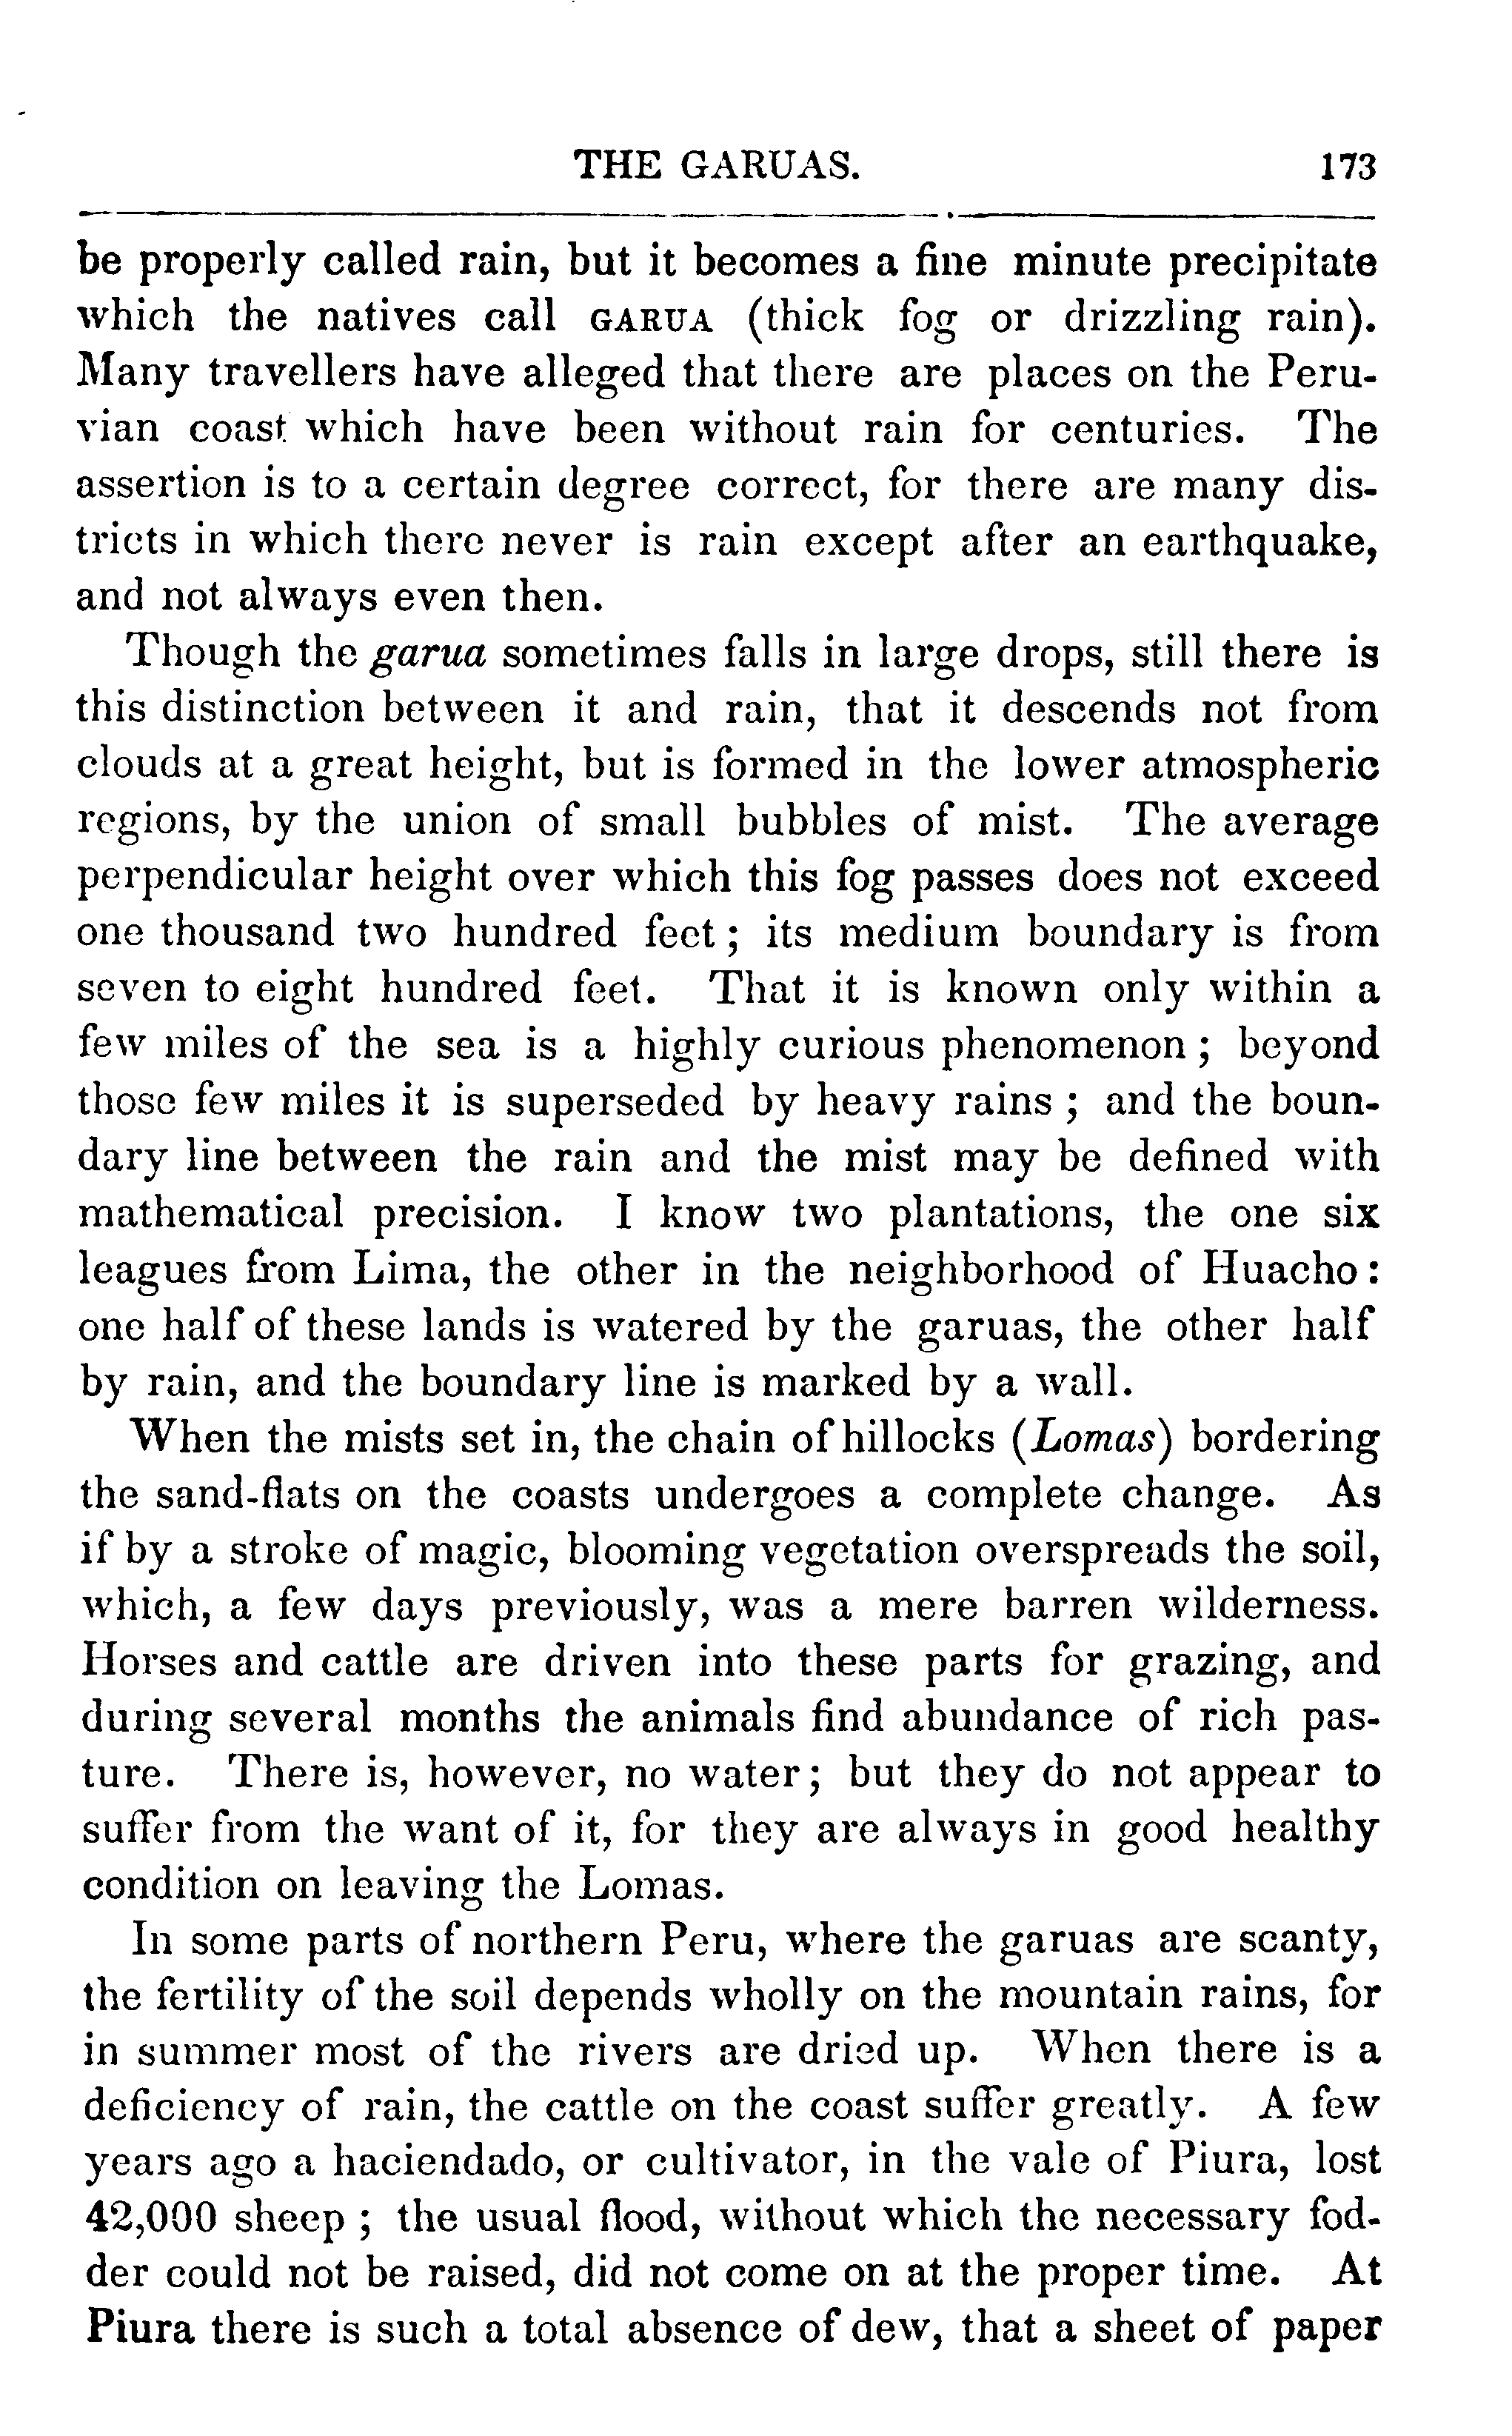 THE GARUAS. 173
be properly called rain, but it becomes a fine minute precipitate
which the natives call GARUA (thick fog or drizzling rain).
Many travellers have alleged that there are places on the Peru-
vian coast which have been without rain for centuries. The
assertion is to a certain degree correct, for there are many dis-
tricts in which there never is rain except after an earthquake,
and not always even then.
Though the garua sometimes falls in large drops, still there is
this distinction between it and rain, that it descends not from
clouds at a great height, but is formed in the lower atmospheric
regions, by the union of small bubbles of mist. The average
perpendicular height over which this fog passes does not exceed
one thousand two hundred feet; its medium boundary is from
seven to eight hundred feet. That it is known only within a
few miles of the sea is a highly curious phenomenon; beyond
those few miles it is superseded by heavy rains; and the boun-
dary line between the rain and the mist may be defined with
mathematical precision. I know two plantations, the one six
leagues from Lima, the other in the neighborhood of Huacho:
one half of these lands is watered by the garuas, the other half
by rain, and the boundary line is marked by a wall.
When the mists set in, the chain of hillocks (Lomas) bordering
the sand-flats on the coasts undergoes a complete change. As
if by a stroke of magic, blooming vegetation overspreads the soil,
which, a few days previously, was a mere barren wilderness.
Horses and cattle are driven into these parts for grazing, and
during several months the animals find abundance of rich pas-
ture. There is, however, no water; but they do not appear to
suffer from the want of it, for they are always in good healthy
condition on leaving the Lomas.
In some parts of northern Peru, where the garuas are scanty,
the fertility of the soil depends wholly on the mountain rains, for
in summer most of the rivers are dried up. When there is a
deficiency of rain, the cattle on the coast suffer greatly. A few
years ago a haciendado, or cultivator, in the vale of Piura, lost
42,000 sheep; the usual flood, without which the necessary fod-
der could not be raised, did not come on at the proper time. At
Piura there is such a total absence of dew, that a sheet of paper